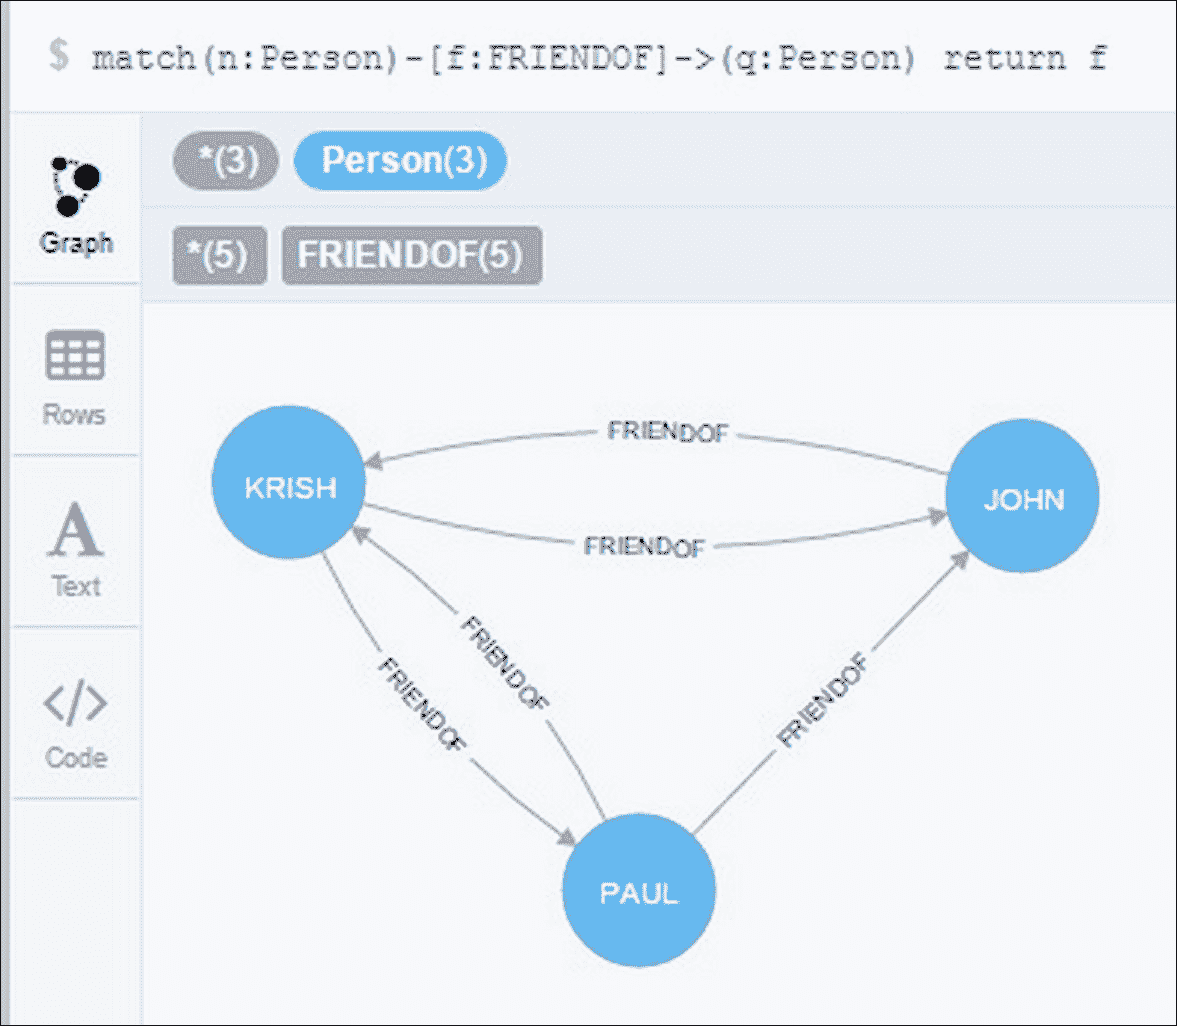 $ match(n:Person)-[f:FRIENDOF]->(q:Person) return f
*(3) Person(3)
Graph
*(5) FRIENDOF(5)
Rows
FRIENDOF
KRISH
JOHN
FRIENDOF
Text
FRIENDOF
FRIENDOF
FRIENDOF
Code
PAUL